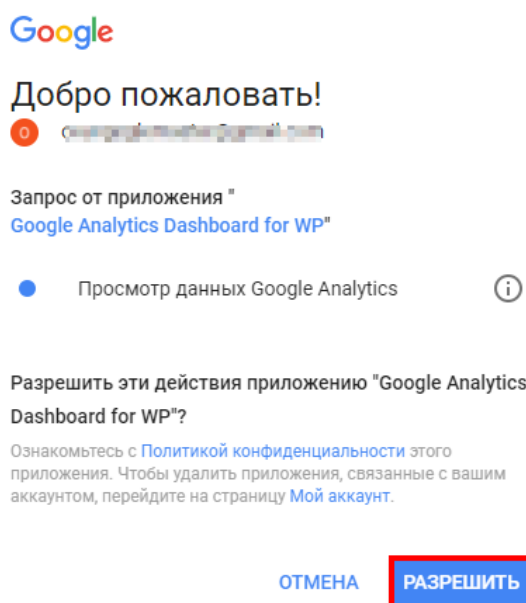 Google
Добро пожаловать!
O
Запрос от приложения "
Google Analytics Dashboard for WP"
Просмотр данных Google Analytics
Разрешить эти действия приложению "Google Analytics
Dashboard for WP"?
Ознакомьтесь с Политикой конфиденциальности этого
приложения. Чтобы удалить приложения, связанные с вашим
аккаунтом, перейдите на страницу Мой аккаунт.
ОТМЕНА РАЗРЕШИТЬ